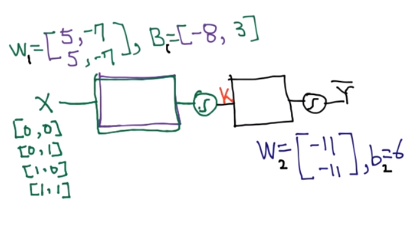 W₁=[5,-7
5,-7], B₁=[-8, 3]
X
K
Y̅
[0,0]
[0,1]
[1,0]
[1,1]
W₂=[-11
-11], b₂=6